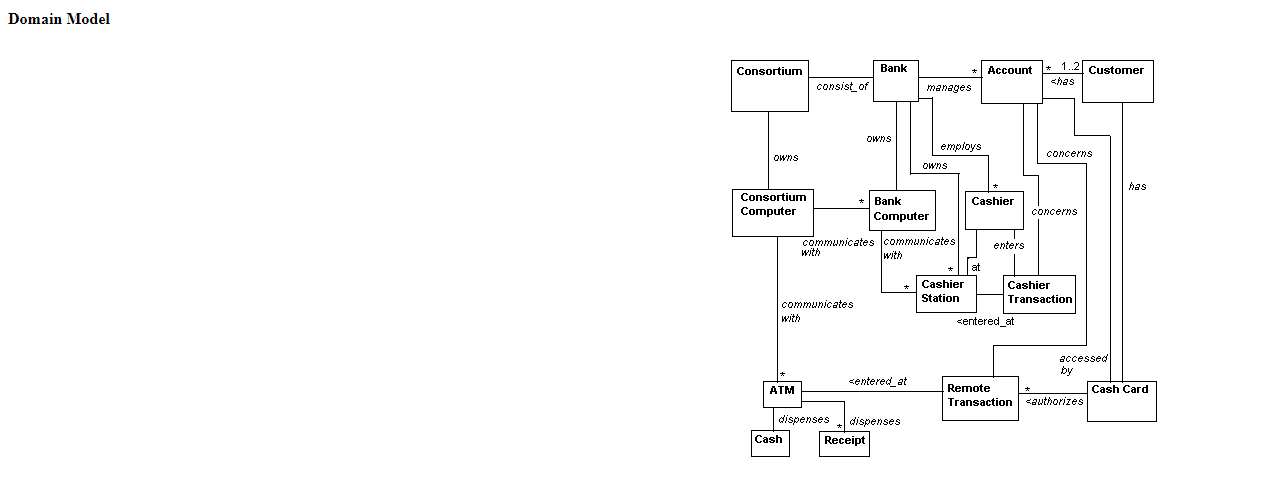 Domain Model
Consortium
Bank
Account
Customer
* 1..2
*
consist_of
manages
<has
owns
employs
concerns
owns
owns
has
*
Consortium
Computer
*
Bank
Computer
Cashier
concerns
communicates
with
communicates
with
enters
*
at
*
Cashier
Station
Cashier
Transaction
communicates
with
<entered_at
accessed
by
*
ATM
<entered_at
Remote
Transaction
*
<authorizes
Cash Card
dispenses
*
dispenses
Cash
Receipt